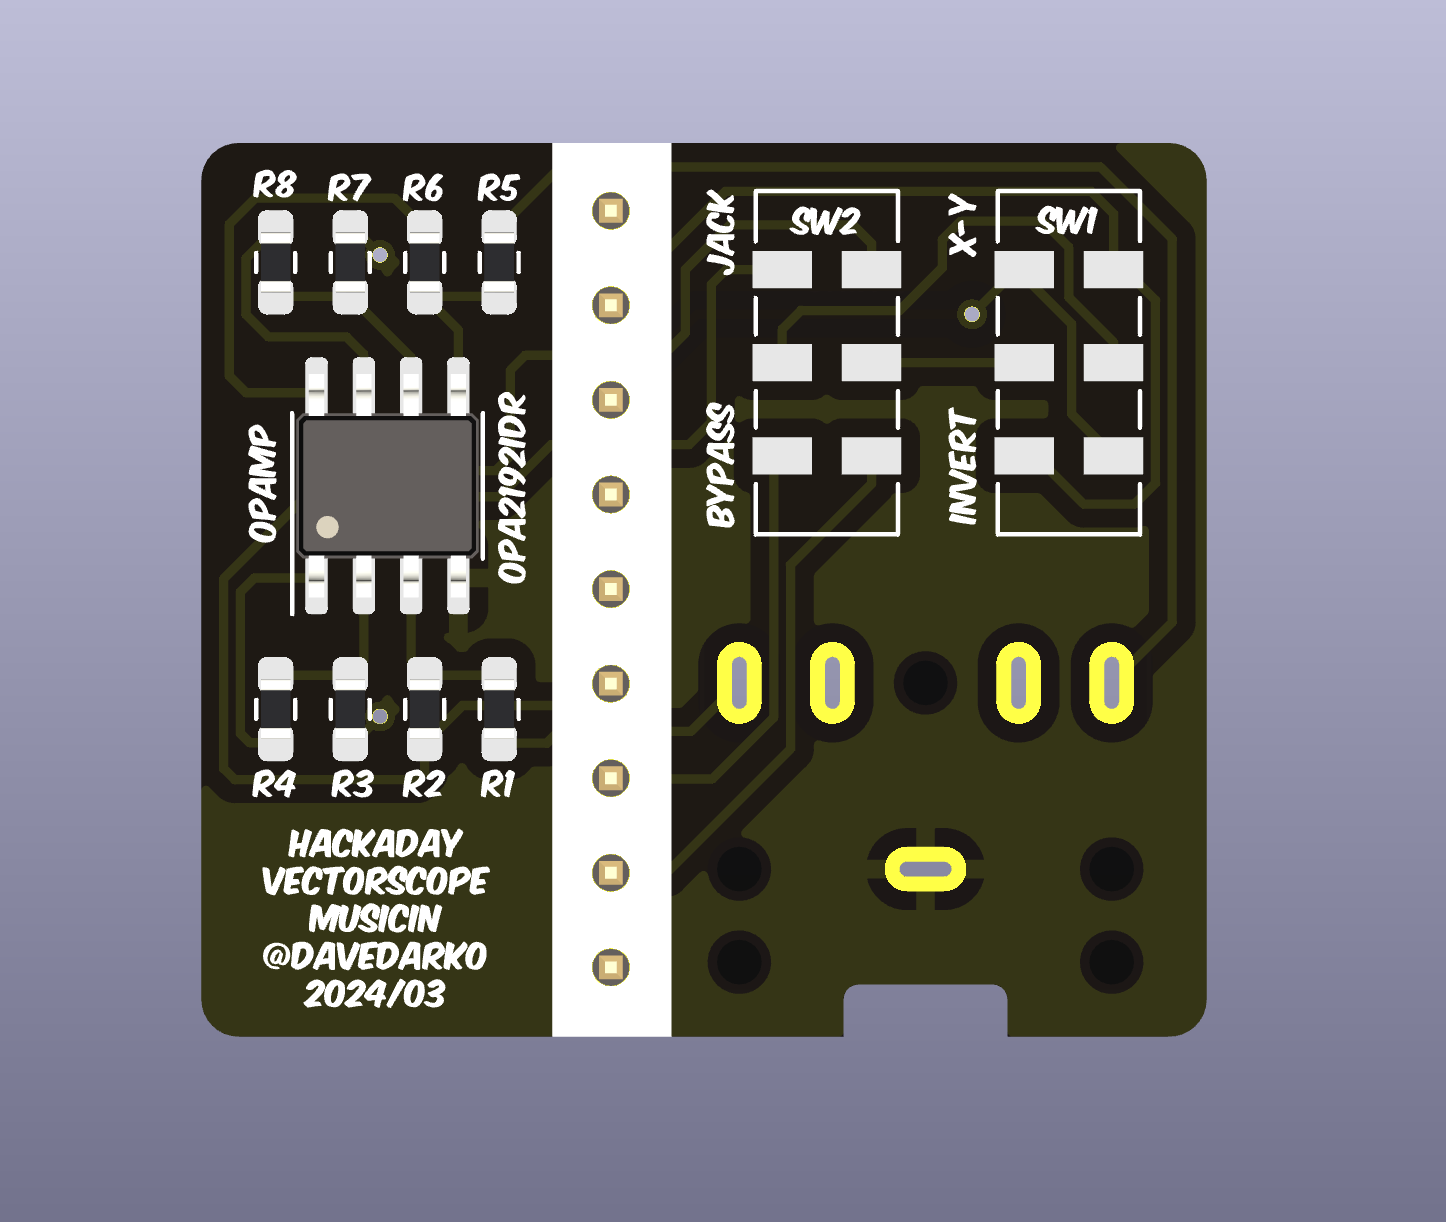 R8 R7 R6 R5
JACK
SW2
X-Y
SW1
OPAMP
OPA2192IDR
BYPASS
INVERT
R4 R3 R2 R1
HACKADAY
VECTORSCOPE
MUSICIN
@DAVEDARKO
2024/03